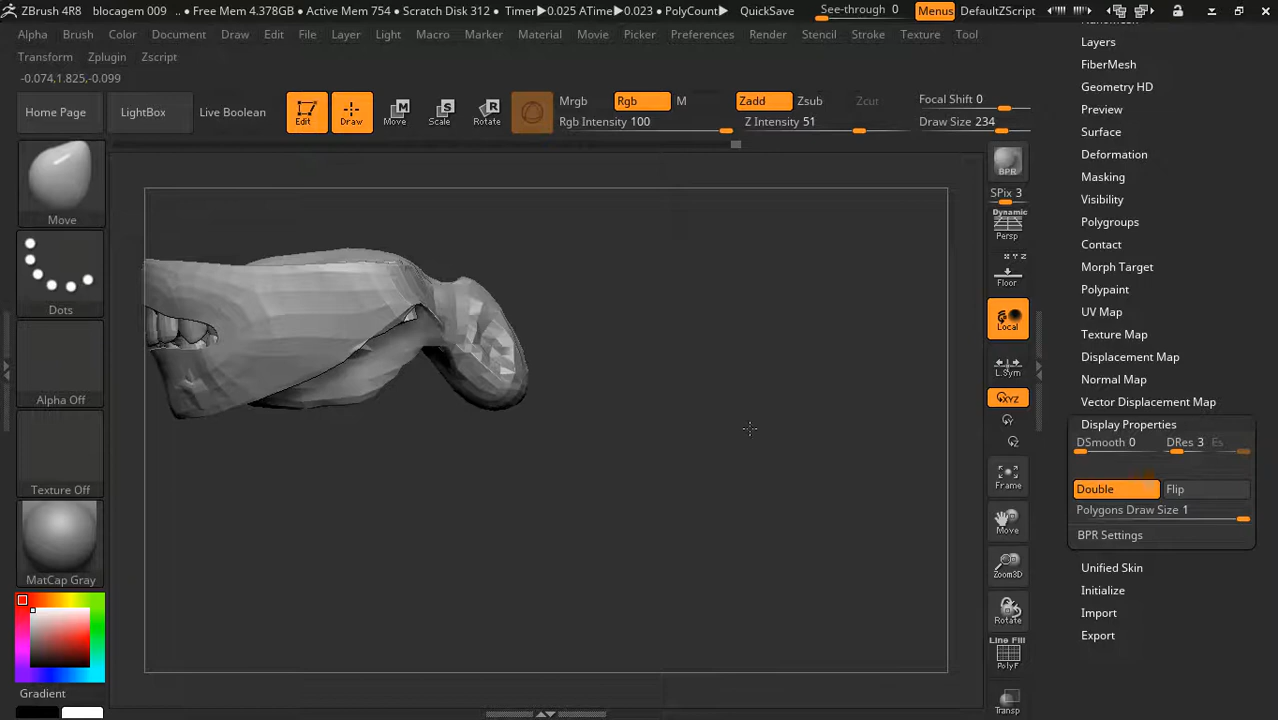 ZBrush 4R8 blocagem 009 .. • Free Mem 4.378GB • Active Mem 754 • Scratch Disk 312 • Timer▶0.025 ATime▶0.023 • PolyCount▶ QuickSave See-through 0 Menus DefaultZScript
Alpha Brush Color Document Draw Edit File Layer Light Macro Marker Material Movie Picker Preferences Render Stencil Stroke Texture Tool
Transform Zplugin Zscript
-0.074,1.825,-0.099
Home Page LightBox Live Boolean Edit Draw Move Scale Rotate
Mrgb Rgb M Zadd Zsub Zcut Focal Shift 0
Rgb Intensity 100 Z Intensity 51 Draw Size 234
Move
Dots
Alpha Off
Texture Off
MatCap Gray
Gradient
BPR
SPix 3
Dynamic
Persp
X Y Z
Floor
Local
L.Sym
XYZ
Y
Z
Frame
Move
Zoom3D
Rotate
Line Fill
PolyF
Transp
Layers
FiberMesh
Geometry HD
Preview
Surface
Deformation
Masking
Visibility
Polygroups
Contact
Morph Target
Polypaint
UV Map
Texture Map
Displacement Map
Normal Map
Vector Displacement Map
Display Properties
DSmooth 0 DRes 3 Es
Double Flip
Polygons Draw Size 1
BPR Settings
Unified Skin
Initialize
Import
Export